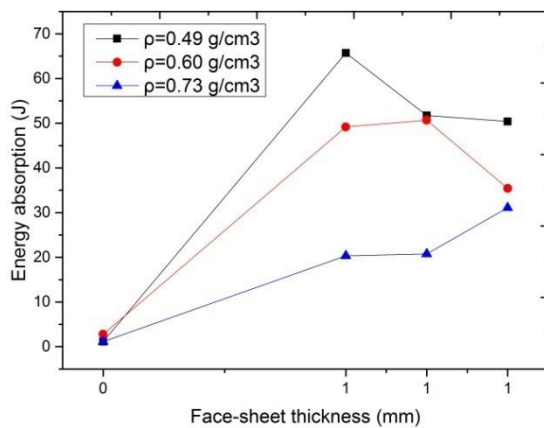 70
60
50
40
30
20
10
0
Energy absorption (J)
ρ=0.49 g/cm3
ρ=0.60 g/cm3
ρ=0.73 g/cm3
0 1 1 1
Face-sheet thickness (mm)